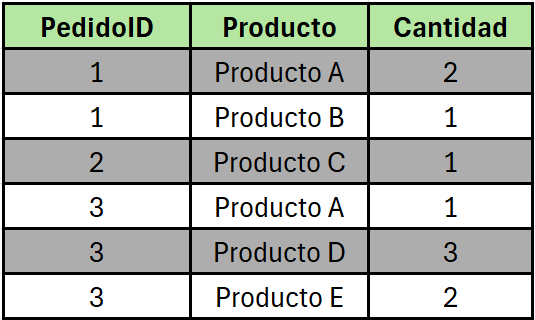 PedidoID Producto Cantidad
1 Producto A 2
1 Producto B 1
2 Producto C 1
3 Producto A 1
3 Producto D 3
3 Producto E 2